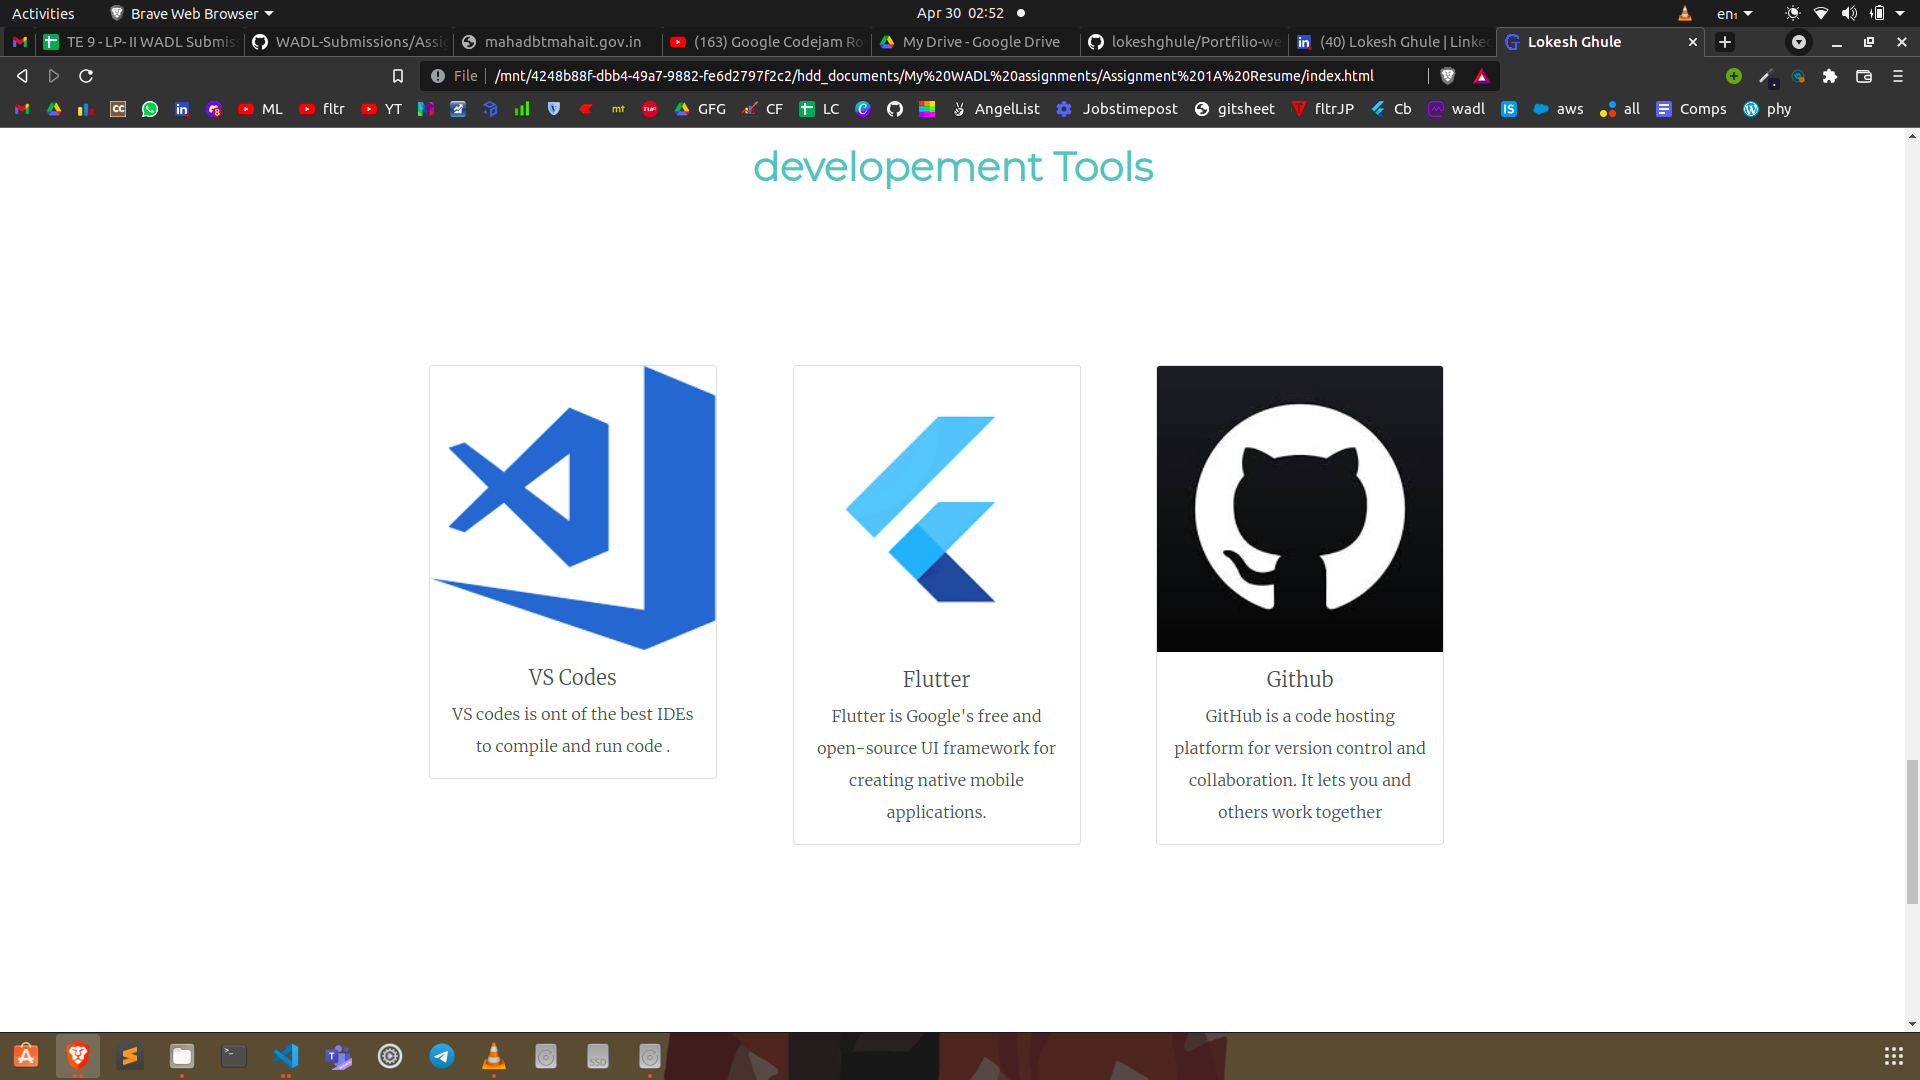 Activities
Brave Web Browser
Apr 30 02:52
en₁
TE 9 - LP- II WADL Submis
WADL-Submissions/Assig
mahadbtmahait.gov.in
(163) Google Codejam Ro
My Drive - Google Drive
lokeshghule/Portfilio-we
(40) Lokesh Ghule | Linke
Lokesh Ghule
File
/mnt/4248b88f-dbb4-49a7-9882-fe6d2797f2c2/hdd_documents/My%20WADL%20assignments/Assignment%201A%20Resume/index.html
ML
fltr
YT
GFG
CF
LC
AngelList
Jobstimepost
gitsheet
fltrJP
Cb
wadl
aws
all
Comps
phy
developement Tools
VS Codes
VS codes is ont of the best IDEs
to compile and run code .
Flutter
Flutter is Google's free and
open-source UI framework for
creating native mobile
applications.
Github
GitHub is a code hosting
platform for version control and
collaboration. It lets you and
others work together